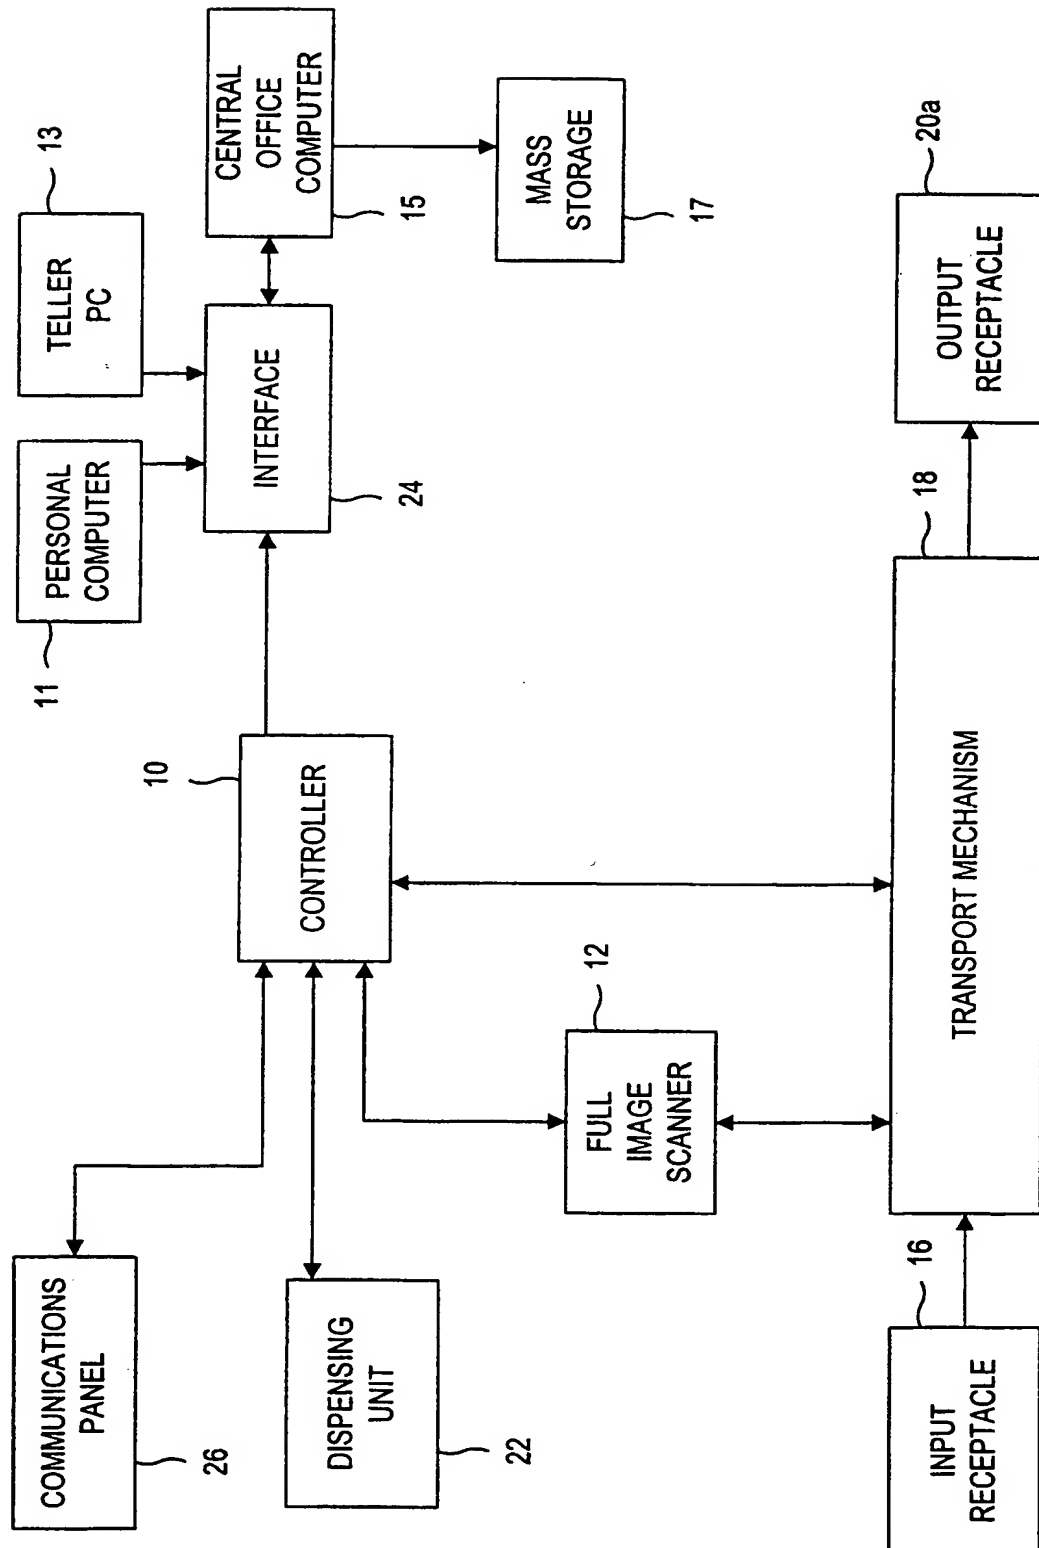 COMMUNICATIONS
PANEL
26
DISPENSING
UNIT
22
INPUT
RECEPTACLE
16
FULL
IMAGE
SCANNER
12
CONTROLLER
10
TRANSPORT MECHANISM
18
PERSONAL
COMPUTER
11
TELLER
PC
13
INTERFACE
24
CENTRAL
OFFICE
COMPUTER
15
MASS
STORAGE
17
OUTPUT
RECEPTACLE
20a